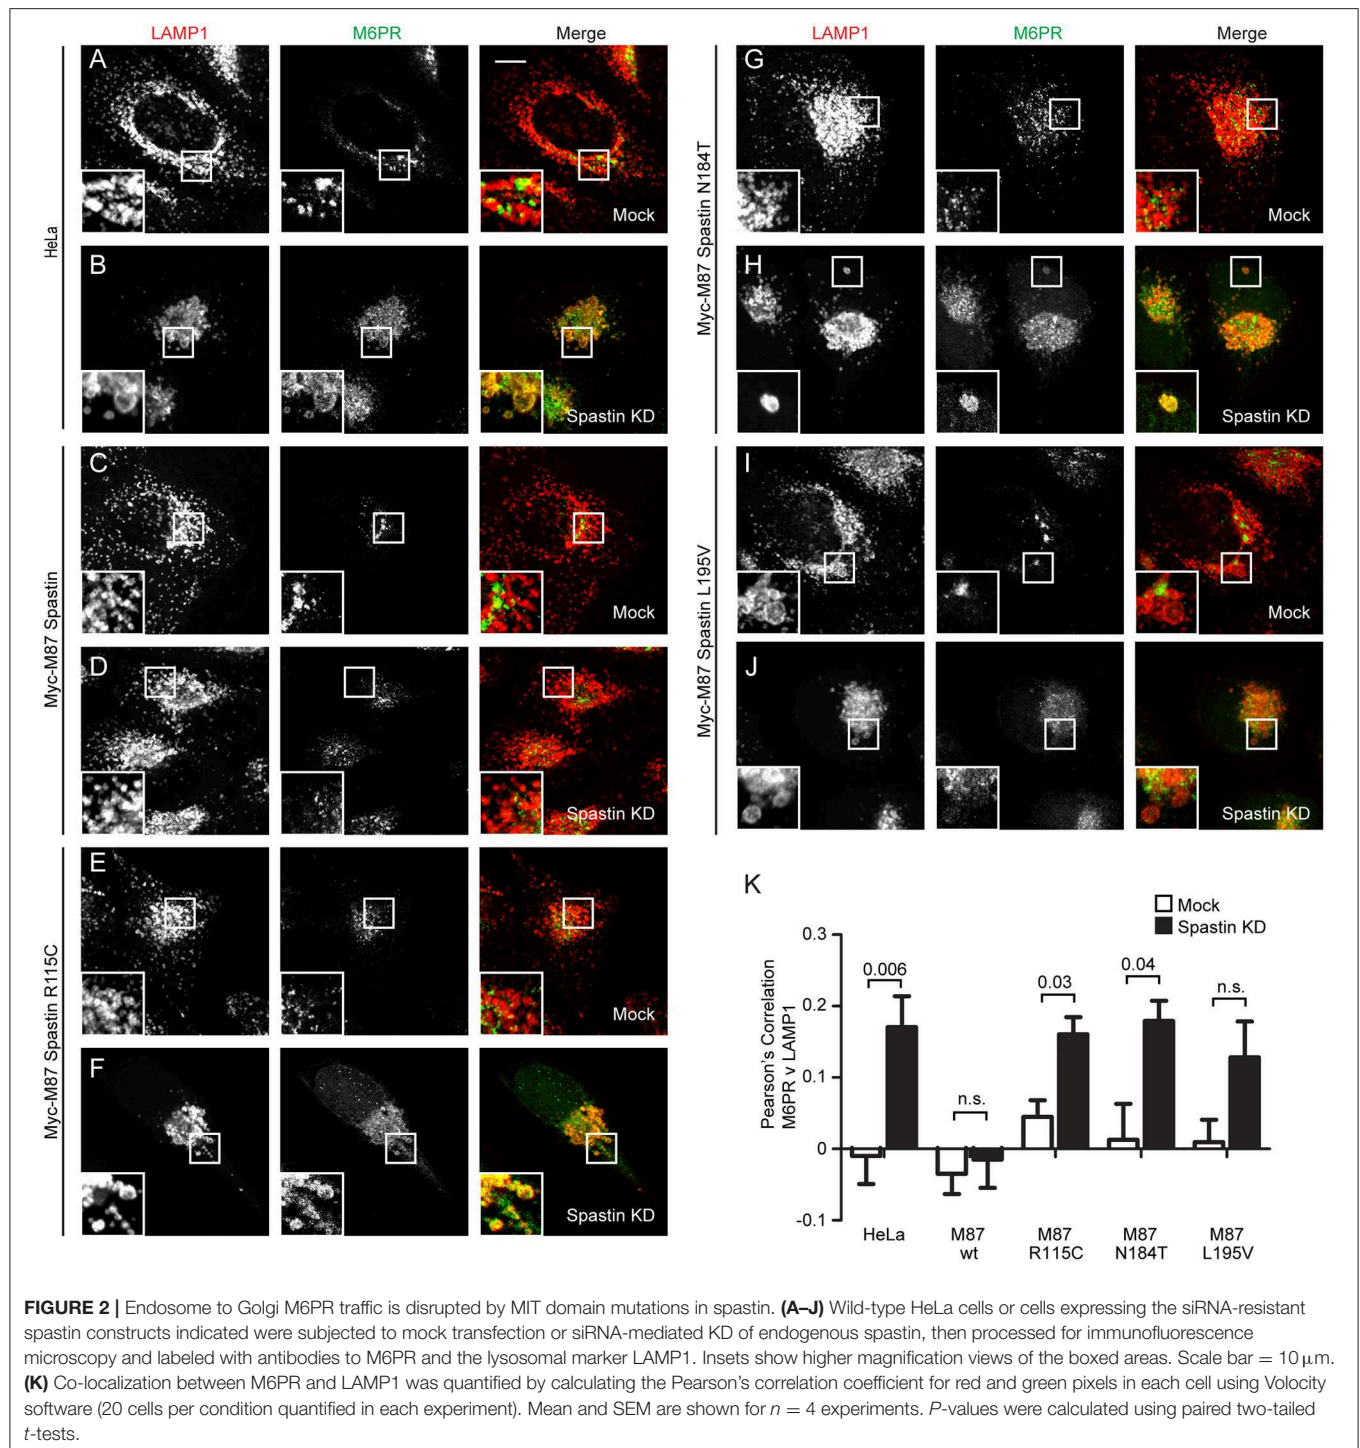 LAMP1 M6PR Merge
A
Mock
HeLa
B
Spastin KD
C
Mock
Myc-M87 Spastin
D
Spastin KD
E
Mock
Myc-M87 Spastin R115C
F
Spastin KD
LAMP1 M6PR Merge
G
Mock
Myc-M87 Spastin N184T
H
Spastin KD
I
Mock
Myc-M87 Spastin L195V
J
Spastin KD
K
Mock
Spastin KD
Pearson's Correlation
M6PR v LAMP1
0.3
0.2
0.1
0
-0.1
0.006
n.s.
0.03
0.04
n.s.
HeLa M87 M87 M87 M87
wt R115C N184T L195V
FIGURE 2 | Endosome to Golgi M6PR traffic is disrupted by MIT domain mutations in spastin. (A–J) Wild-type HeLa cells or cells expressing the siRNA-resistant
spastin constructs indicated were subjected to mock transfection or siRNA-mediated KD of endogenous spastin, then processed for immunofluorescence
microscopy and labeled with antibodies to M6PR and the lysosomal marker LAMP1. Insets show higher magnification views of the boxed areas. Scale bar = 10 μm.
(K) Co-localization between M6PR and LAMP1 was quantified by calculating the Pearson's correlation coefficient for red and green pixels in each cell using Volocity
software (20 cells per condition quantified in each experiment). Mean and SEM are shown for n = 4 experiments. P-values were calculated using paired two-tailed
t-tests.